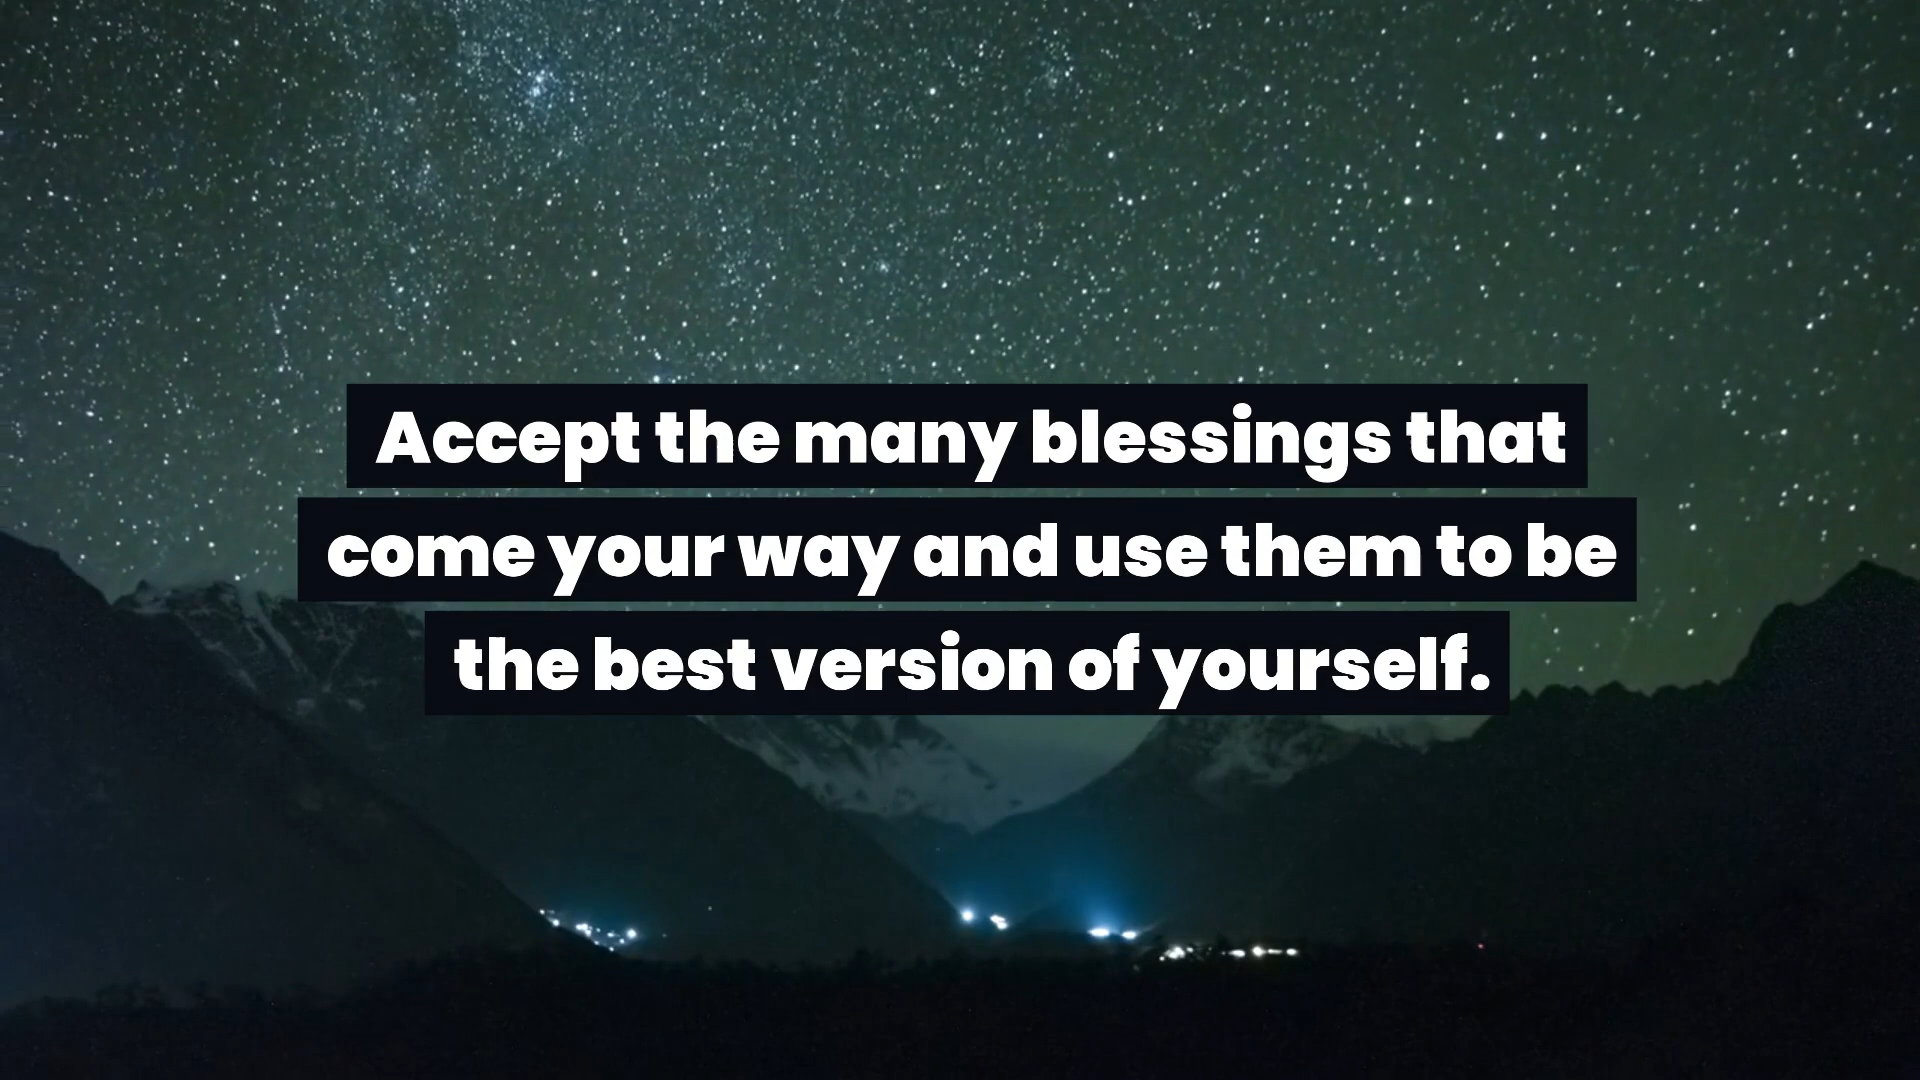 Accept the many blessings that
come your way and use them to be
the best version of yourself.